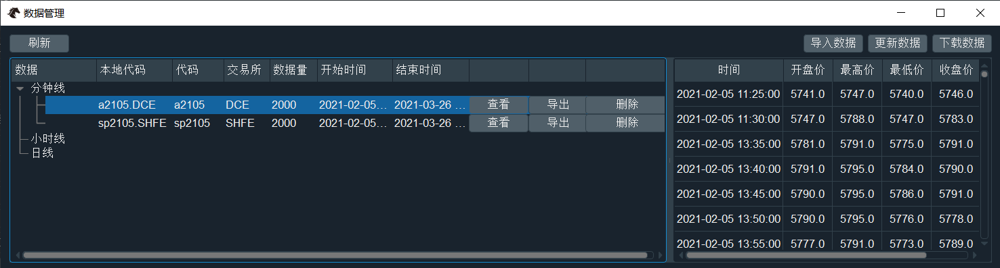 数据管理
刷新 导入数据 更新数据 下载数据
数据 本地代码 代码 交易所 数据量 开始时间 结束时间
分钟线
a2105.DCE a2105 DCE 2000 2021-02-05... 2021-03-26 ... 查看 导出 删除
sp2105.SHFE sp2105 SHFE 2000 2021-02-05... 2021-03-26 ... 查看 导出 删除
小时线
日线
时间 开盘价 最高价 最低价 收盘价
2021-02-05 11:25:00 5741.0 5747.0 5740.0 5746.0
2021-02-05 11:30:00 5747.0 5788.0 5747.0 5783.0
2021-02-05 13:35:00 5781.0 5791.0 5775.0 5791.0
2021-02-05 13:40:00 5791.0 5795.0 5784.0 5790.0
2021-02-05 13:45:00 5790.0 5795.0 5786.0 5791.0
2021-02-05 13:50:00 5790.0 5795.0 5776.0 5778.0
2021-02-05 13:55:00 5777.0 5791.0 5773.0 5789.0